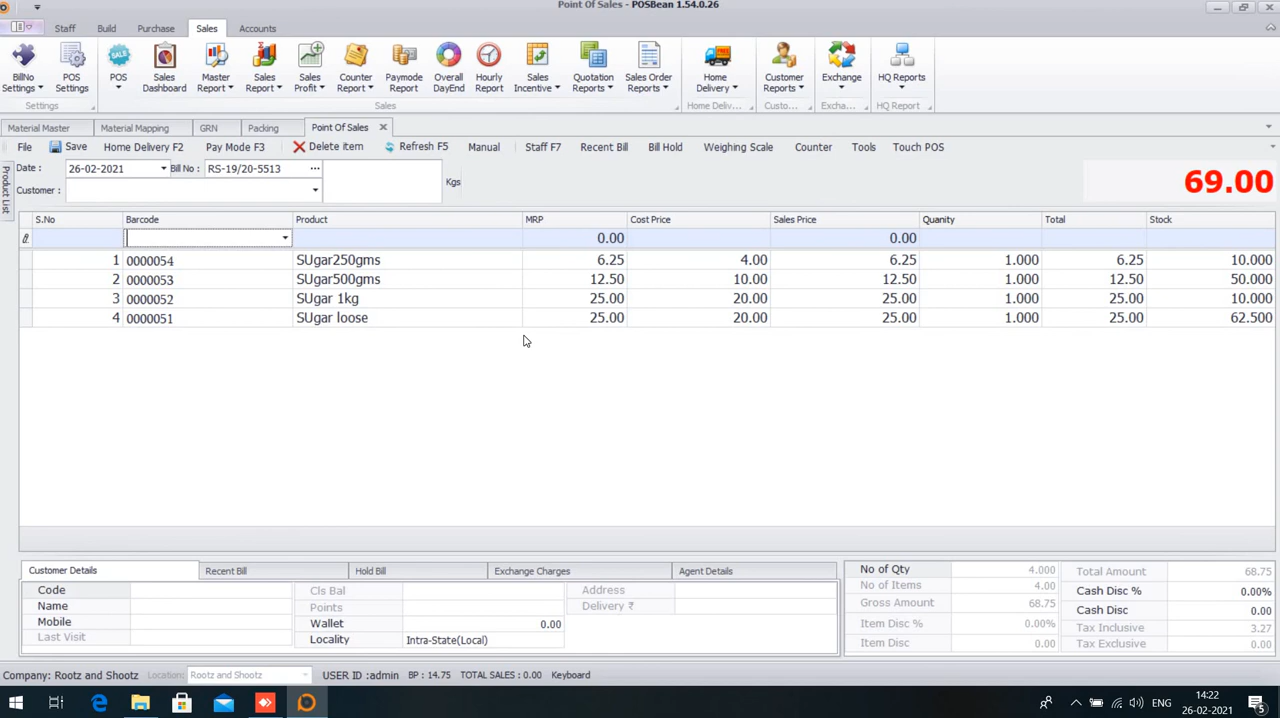 Point Of Sales - POSBean 1.54.0.26
Staff Build Purchase Sales Accounts
BillNo Settings POS Settings POS Sales Dashboard Master Report Sales Report Sales Profit Counter Report Paymode Report Overall DayEnd Hourly Report Sales Incentive Quotation Reports Sales Order Reports Home Delivery Customer Reports Exchange HQ Reports
Settings Sales Home Deliv... Custo... Excha... HQ Report
Material Master Material Mapping GRN Packing Point Of Sales
File Save Home Delivery F2 Pay Mode F3 Delete item Refresh F5 Manual Staff F7 Recent Bill Bill Hold Weighing Scale Counter Tools Touch POS
Product List
Date : 26-02-2021 Bill No : RS-19/20-5513 ...
Customer : Kgs 69.00
S.No Barcode Product MRP Cost Price Sales Price Quanity Total Stock
0.00 0.00
1 0000054 SUgar250gms 6.25 4.00 6.25 1.000 6.25 10.000
2 0000053 SUgar500gms 12.50 10.00 12.50 1.000 12.50 50.000
3 0000052 SUgar 1kg 25.00 20.00 25.00 1.000 25.00 10.000
4 0000051 SUgar loose 25.00 20.00 25.00 1.000 25.00 62.500
Customer Details Recent Bill Hold Bill Exchange Charges Agent Details
Code Cls Bal Address
Name Points Delivery ₹
Mobile Wallet 0.00
Last Visit Locality Intra-State(Local)
No of Qty 4.000 Total Amount 68.75
No of Items 4.00 Cash Disc % 0.00%
Gross Amount 68.75 Cash Disc 0.00
Item Disc % 0.00% Tax Inclusive 3.27
Item Disc 0.00 Tax Exclusive 0.00
Company: Rootz and Shootz Location: Rootz and Shootz USER ID :admin BP : 14.75 TOTAL SALES : 0.00 Keyboard
ENG 14:22
26-02-2021 5